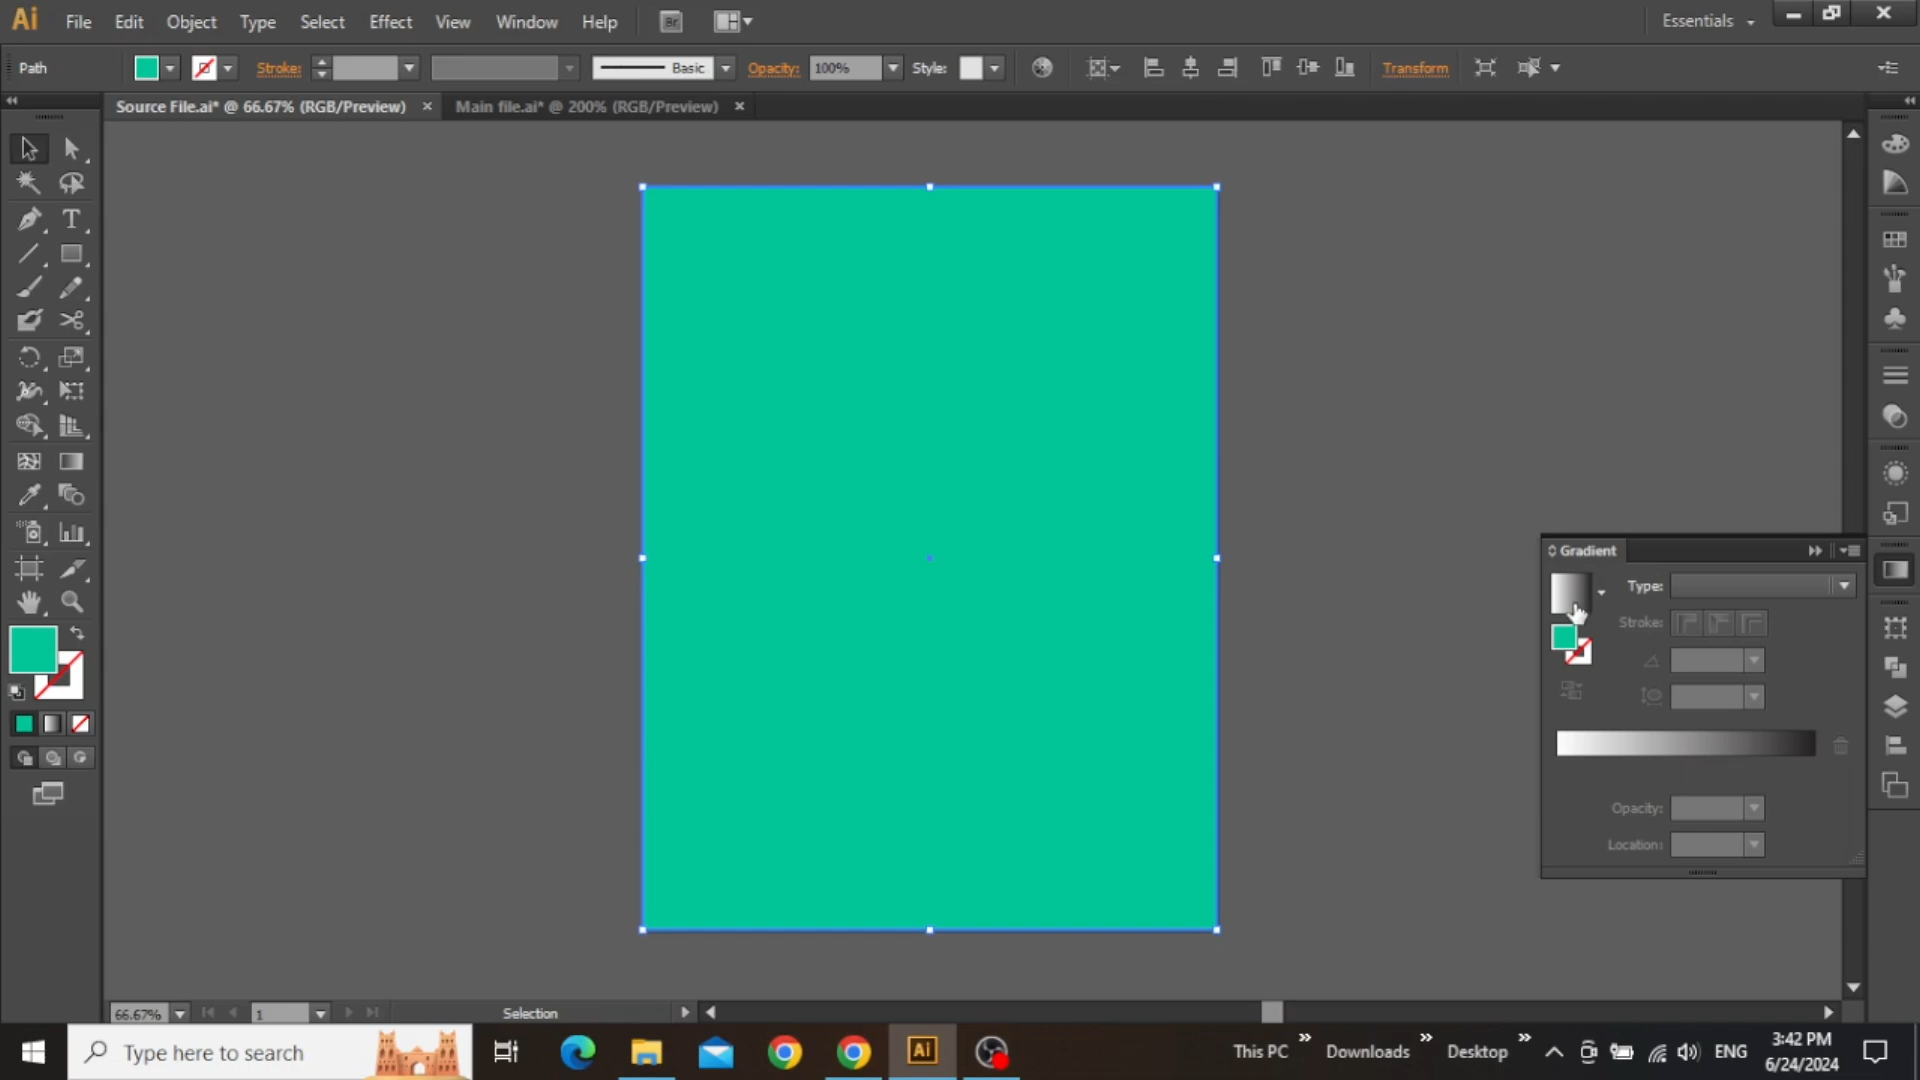 Ai File Edit Object Type Select Effect View Window Help Br Essentials
Path Stroke: Basic Opacity: 100% Style: Transform
Source File.ai* @ 66.67% (RGB/Preview) × Main file.ai* @ 200% (RGB/Preview) ×
T
Gradient
Type:
Stroke:
Opacity:
Location:
66.67% 1 Selection
Type here to search Ai This PC » Downloads » Desktop » ENG 3:42 PM
6/24/2024